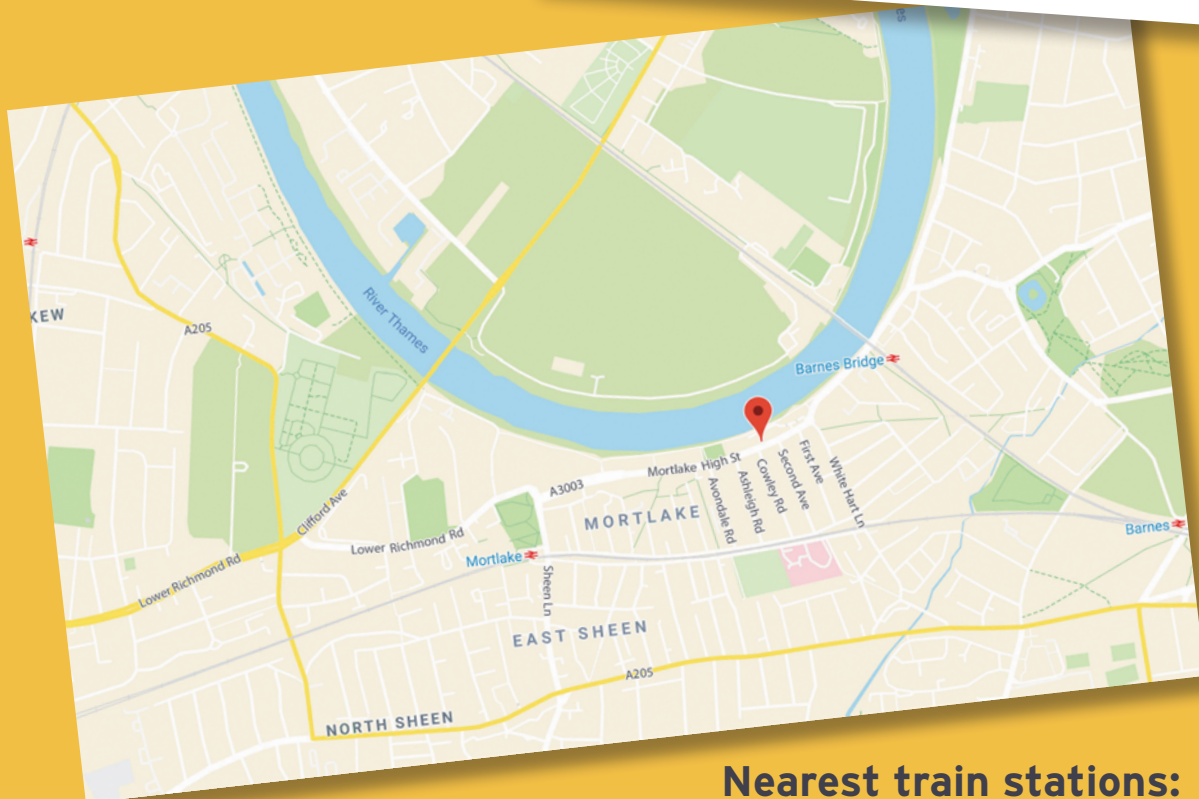 es
River Thames
KEW
A205
Barnes Bridge
Mortlake High St
First Ave
Second Ave
White Hart Ln
Cowley Rd
Ashleigh Rd
Avondale Rd
A3003
MORTLAKE
Clifford Ave
Lower Richmond Rd
Lower Richmond Rd
Mortlake
Barnes
Sheen Ln
EAST SHEEN
A205
NORTH SHEEN
Nearest train stations: